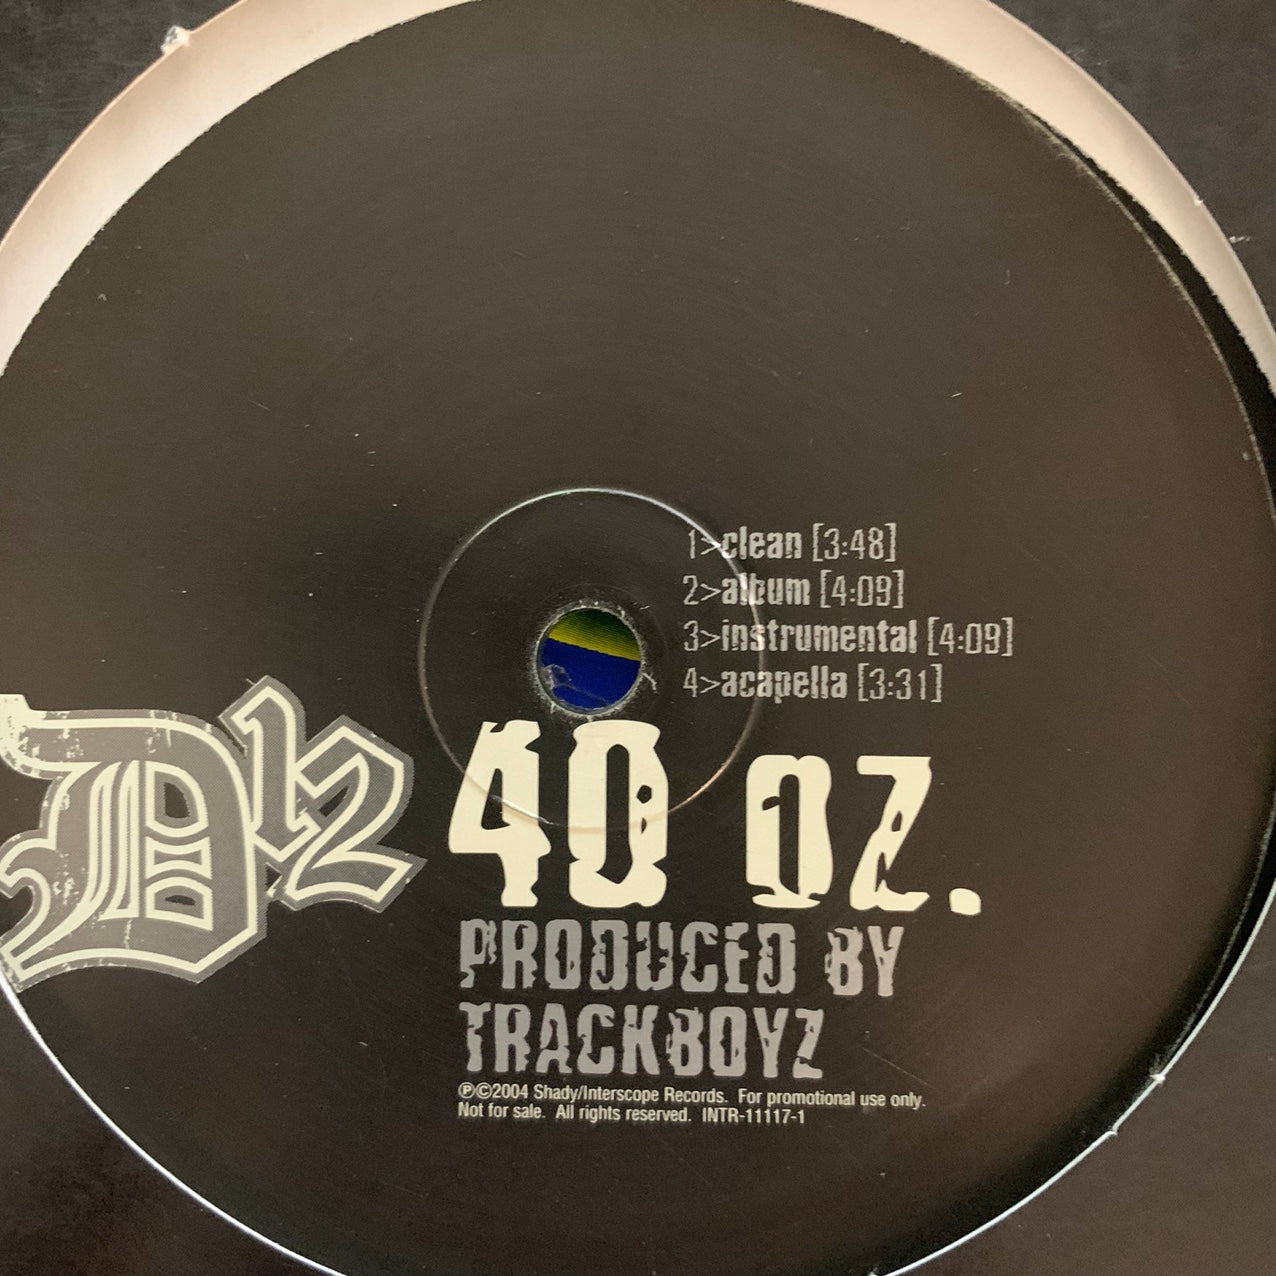 1>clean [3:48]
2>album [4:09]
3>instrumental [4:09]
4>acapella [3:31]
D12
40 OZ.
PRODUCED BY
TRACKBOYZ
℗©2004 Shady/Interscope Records. For promotional use only.
Not for sale. All rights reserved. INTR-11117-1